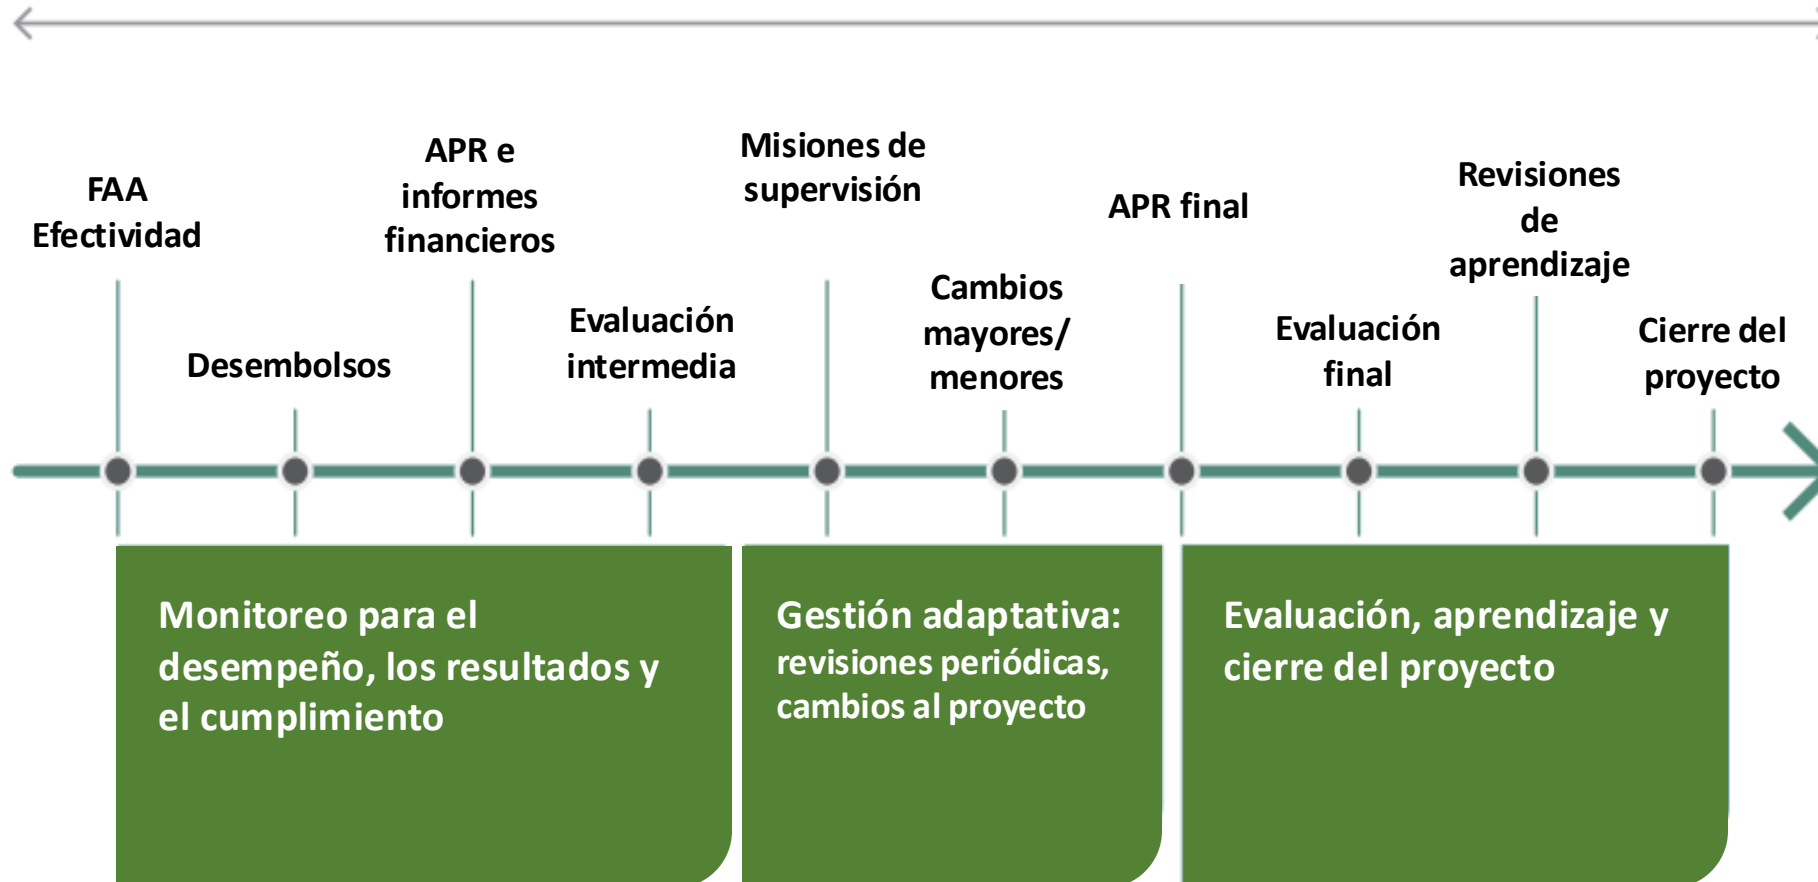 FAA
Efectividad
Desembolsos
APR e
informes
financieros
Evaluación
intermedia
Misiones de
supervisión
Cambios
mayores/
menores
APR final
Evaluación
final
Revisiones
de
aprendizaje
Cierre del
proyecto
Monitoreo para el
desempeño, los resultados y
el cumplimiento
Gestión adaptativa:
revisiones periódicas,
cambios al proyecto
Evaluación, aprendizaje y
cierre del proyecto